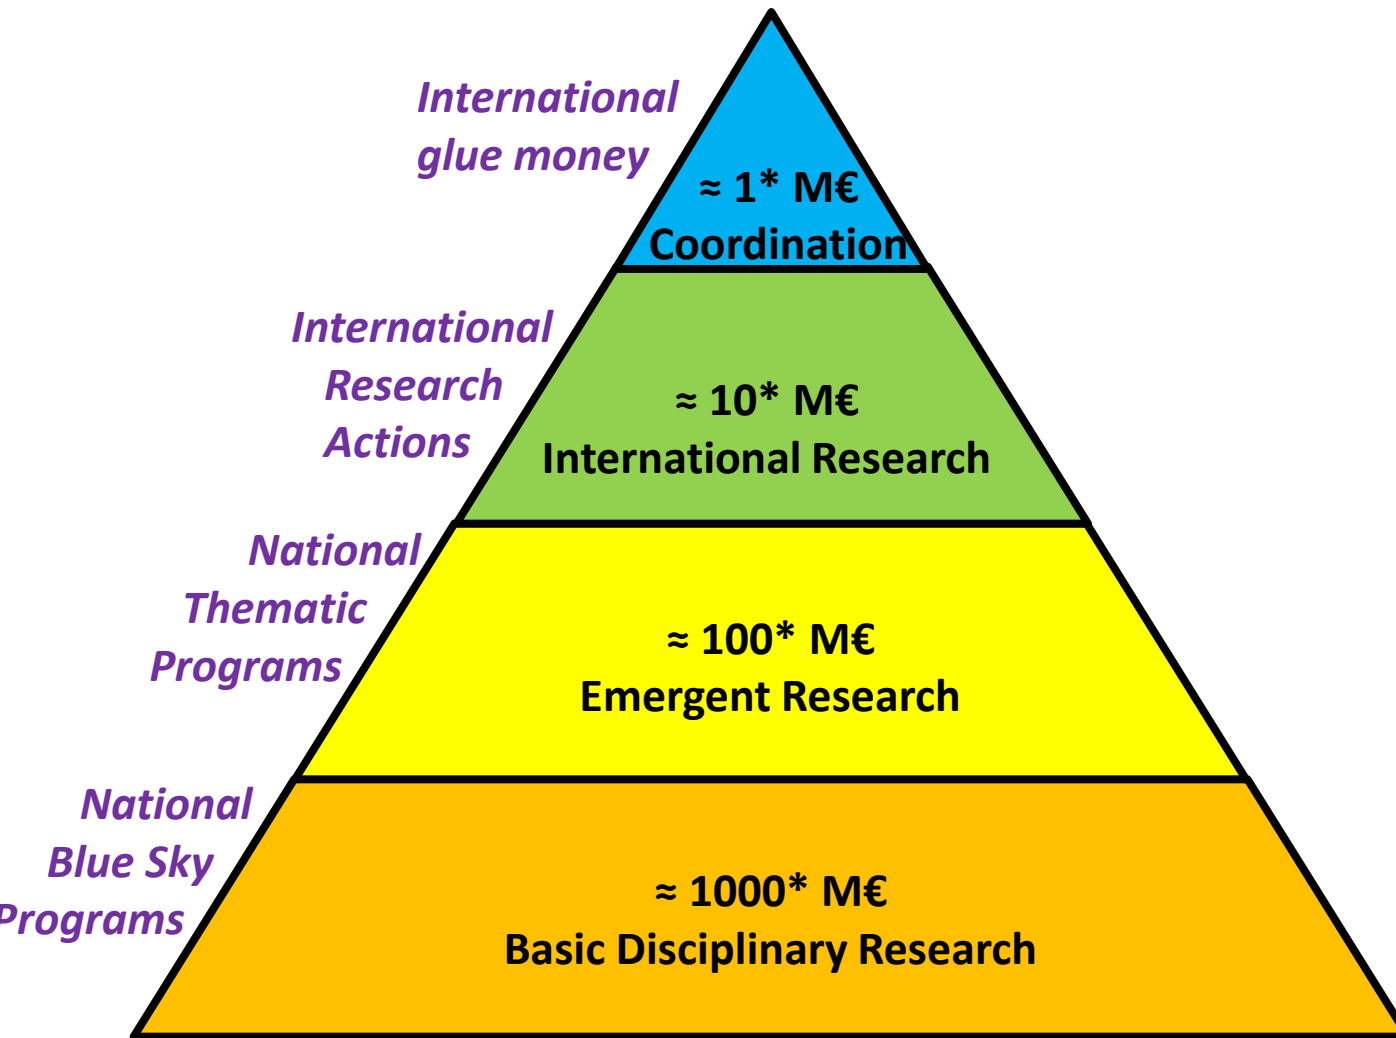 International
glue money
≈ 1* M€
Coordination
International
Research
Actions
≈ 10* M€
International Research
National
Thematic
Programs
≈ 100* M€
Emergent Research
National
Blue Sky
Programs
≈ 1000* M€
Basic Disciplinary Research